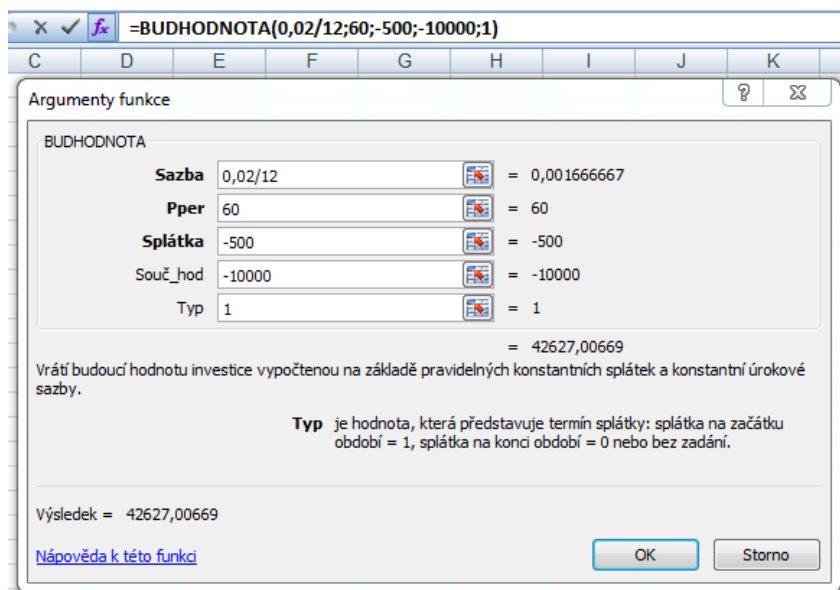 fx =BUDHODNOTA(0,02/12;60;-500;-10000;1)
C D E F G H I J K
Argumenty funkce
BUDHODNOTA
Sazba 0,02/12 = 0,001666667
Pper 60 = 60
Splátka -500 = -500
Souč_hod -10000 = -10000
Typ 1 = 1
= 42627,00669
Vrátí budoucí hodnotu investice vypočtenou na základě pravidelných konstantních splátek a konstantní úrokové
sazby.
Typ je hodnota, která představuje termín splátky: splátka na začátku
období = 1, splátka na konci období = 0 nebo bez zadání.
Výsledek = 42627,00669
Nápověda k této funkci OK Storno